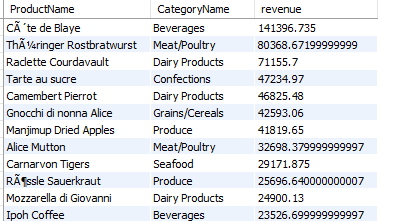 ProductName CategoryName revenue
CÃ´te de Blaye Beverages 141396.735
ThÃ¼ringer Rostbratwurst Meat/Poultry 80368.67199999999
Raclette Courdavault Dairy Products 71155.7
Tarte au sucre Confections 47234.97
Camembert Pierrot Dairy Products 46825.48
Gnocchi di nonna Alice Grains/Cereals 42593.06
Manjimup Dried Apples Produce 41819.65
Alice Mutton Meat/Poultry 32698.379999999997
Carnarvon Tigers Seafood 29171.875
RÃ¶ssle Sauerkraut Produce 25696.640000000007
Mozzarella di Giovanni Dairy Products 24900.13
Ipoh Coffee Beverages 23526.699999999997